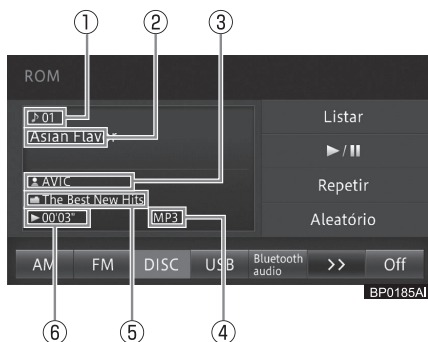 ① ② ③
ROM
♪ 01
Asian Flav r
AVIC
The Best New Hits
▶ 00'03" MP3
Listar
▶/II
Repetir
Aleatório
AM FM DISC USB Bluetooth audio >> Off
BP0185AI
⑥ ⑤ ④